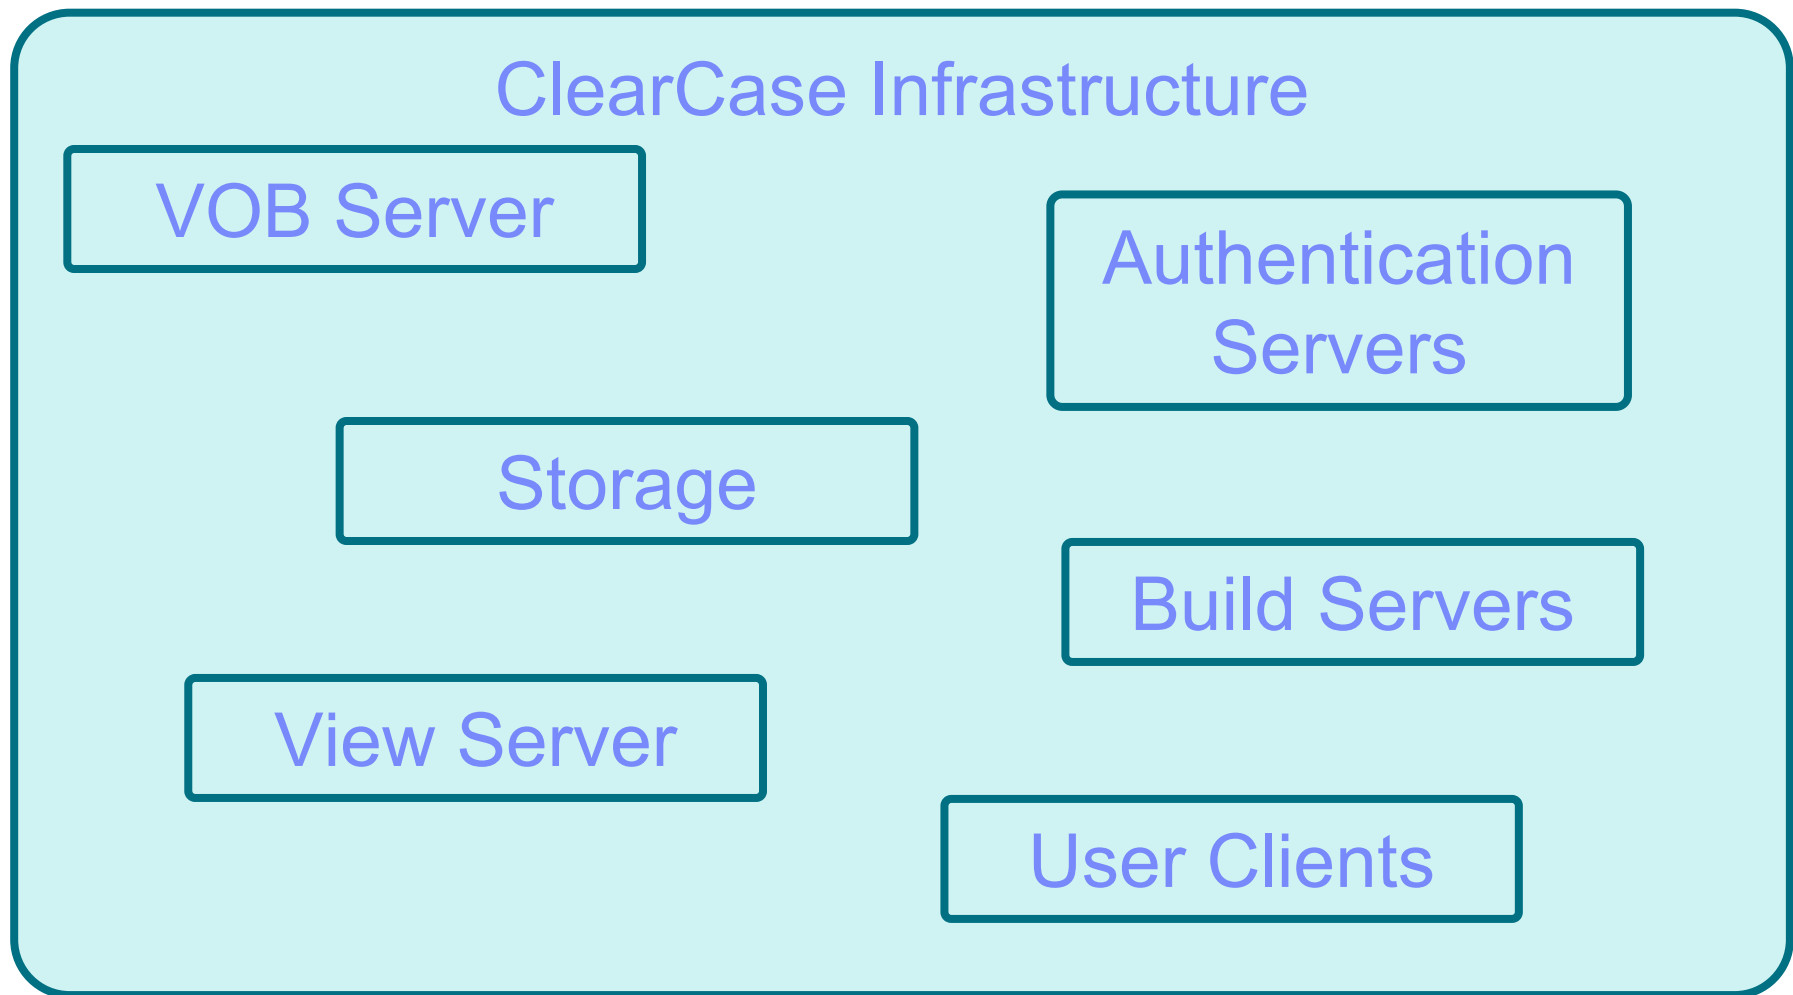 ClearCase Infrastructure
VOB Server
Authentication
Servers
Storage
Build Servers
View Server
User Clients